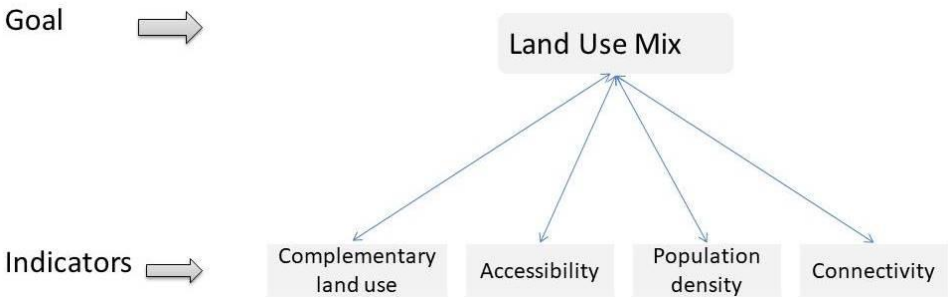 Goal
Land Use Mix
Indicators
Complementary
land use
Accessibility
Population
density
Connectivity